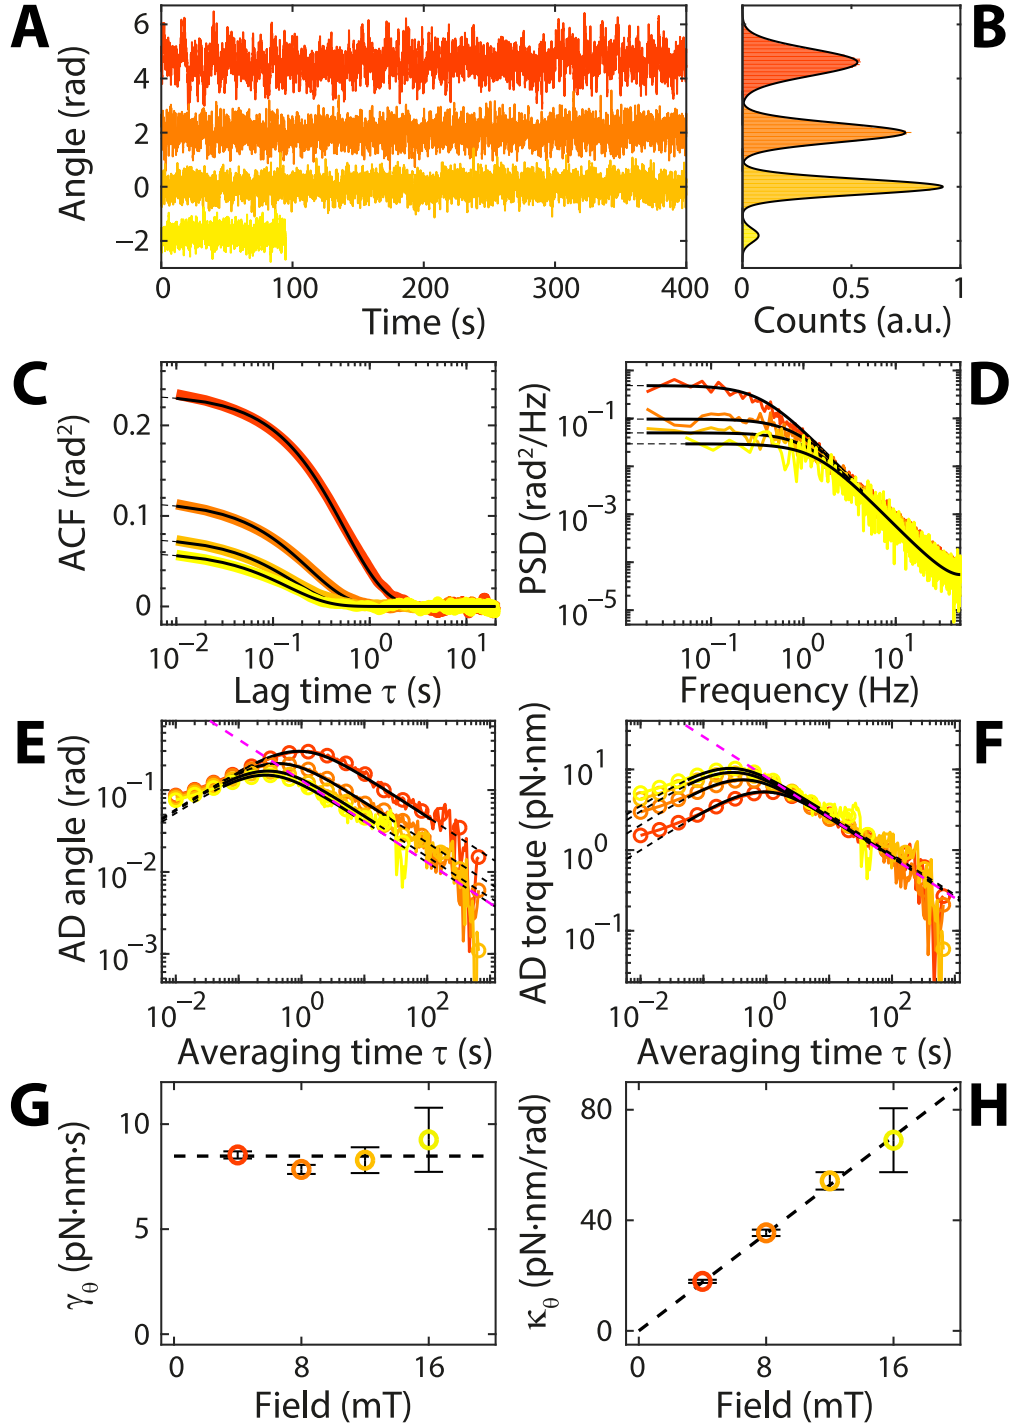 A
Angle (rad)
6
4
2
0
−2
0
100
200
300
400
Time (s)
B
0
0.5
1
Counts (a.u.)
C
ACF (rad²)
0.2
0.1
0
10⁻²
10⁻¹
10⁰
10¹
Lag time τ (s)
D
PSD (rad²/Hz)
10⁻¹
10⁻³
10⁻⁵
10⁻¹
10⁰
10¹
Frequency (Hz)
E
AD angle (rad)
10⁻¹
10⁻²
10⁻³
10⁻²
10⁰
10²
Averaging time τ (s)
F
AD torque (pN·nm)
10¹
10⁰
10⁻¹
10⁻²
10⁰
10²
Averaging time τ (s)
G
γθ (pN·nm·s)
10
5
0
0
8
16
Field (mT)
H
κθ (pN·nm/rad)
80
40
0
0
8
16
Field (mT)